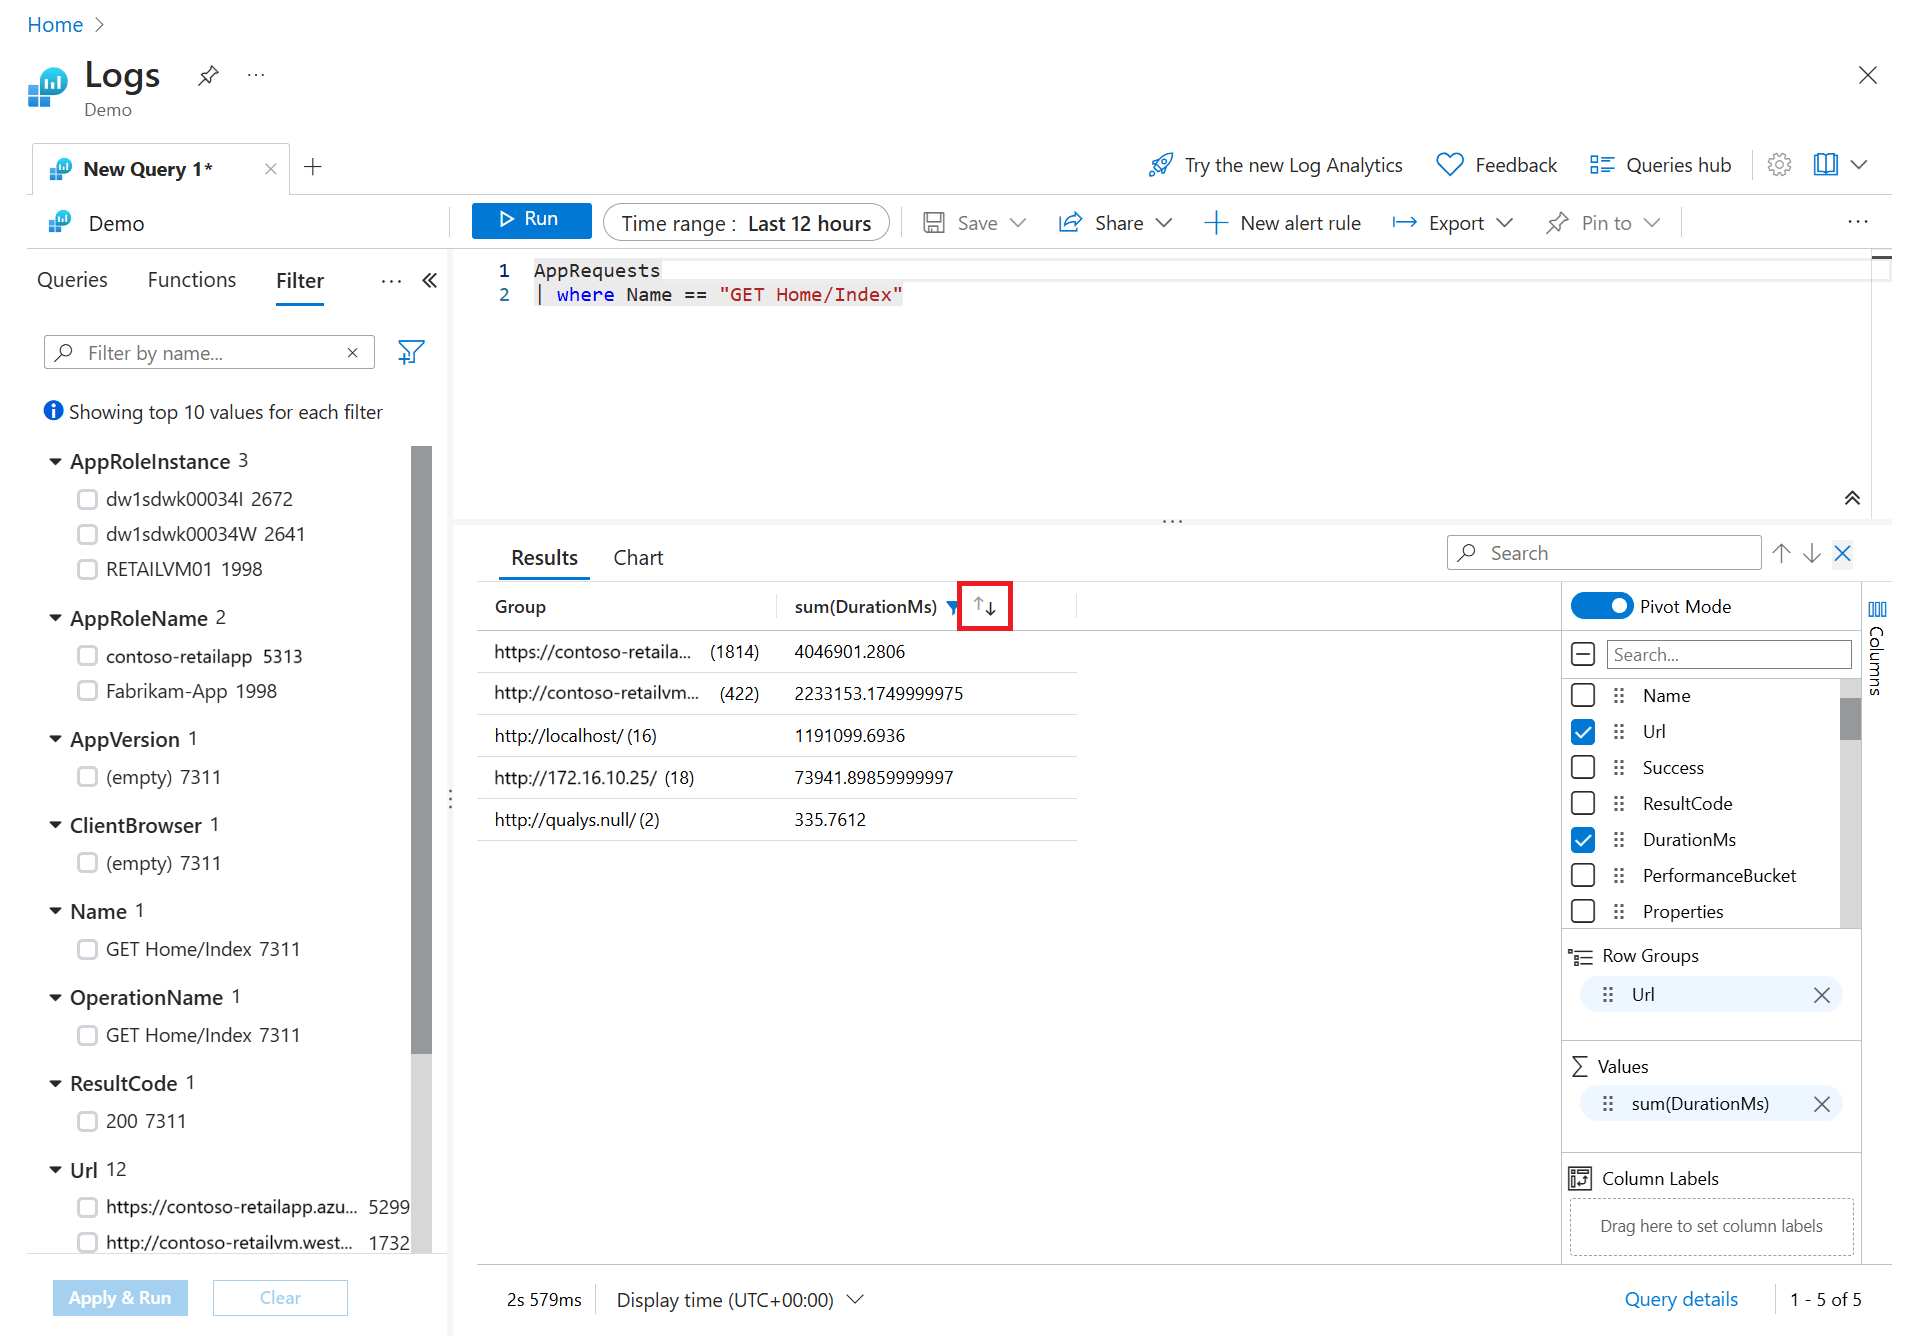 Home
Logs
Demo
New Query 1*
Try the new Log Analytics
Feedback
Queries hub
Demo
Run
Time range : Last 12 hours
Save
Share
New alert rule
Export
Pin to
Queries
Functions
Filter
1 AppRequests
2 | where Name == "GET Home/Index"
Filter by name...
Showing top 10 values for each filter
AppRoleInstance 3
dw1sdwk00034I 2672
dw1sdwk00034W 2641
RETAILVM01 1998
AppRoleName 2
contoso-retailapp 5313
Fabrikam-App 1998
AppVersion 1
(empty) 7311
ClientBrowser 1
(empty) 7311
Name 1
GET Home/Index 7311
OperationName 1
GET Home/Index 7311
ResultCode 1
200 7311
Url 12
https://contoso-retailapp.azu... 5299
http://contoso-retailvm.west... 1732
Apply & Run
Clear
Results
Chart
Search
Group
sum(DurationMs)
https://contoso-retaila... (1814) 4046901.2806
http://contoso-retailvm... (422) 2233153.1749999975
http://localhost/ (16) 1191099.6936
http://172.16.10.25/ (18) 73941.89859999997
http://qualys.null/ (2) 335.7612
Pivot Mode
Columns
Search...
Name
Url
Success
ResultCode
DurationMs
PerformanceBucket
Properties
Row Groups
Url
Values
sum(DurationMs)
Column Labels
Drag here to set column labels
2s 579ms
Display time (UTC+00:00)
Query details
1 - 5 of 5